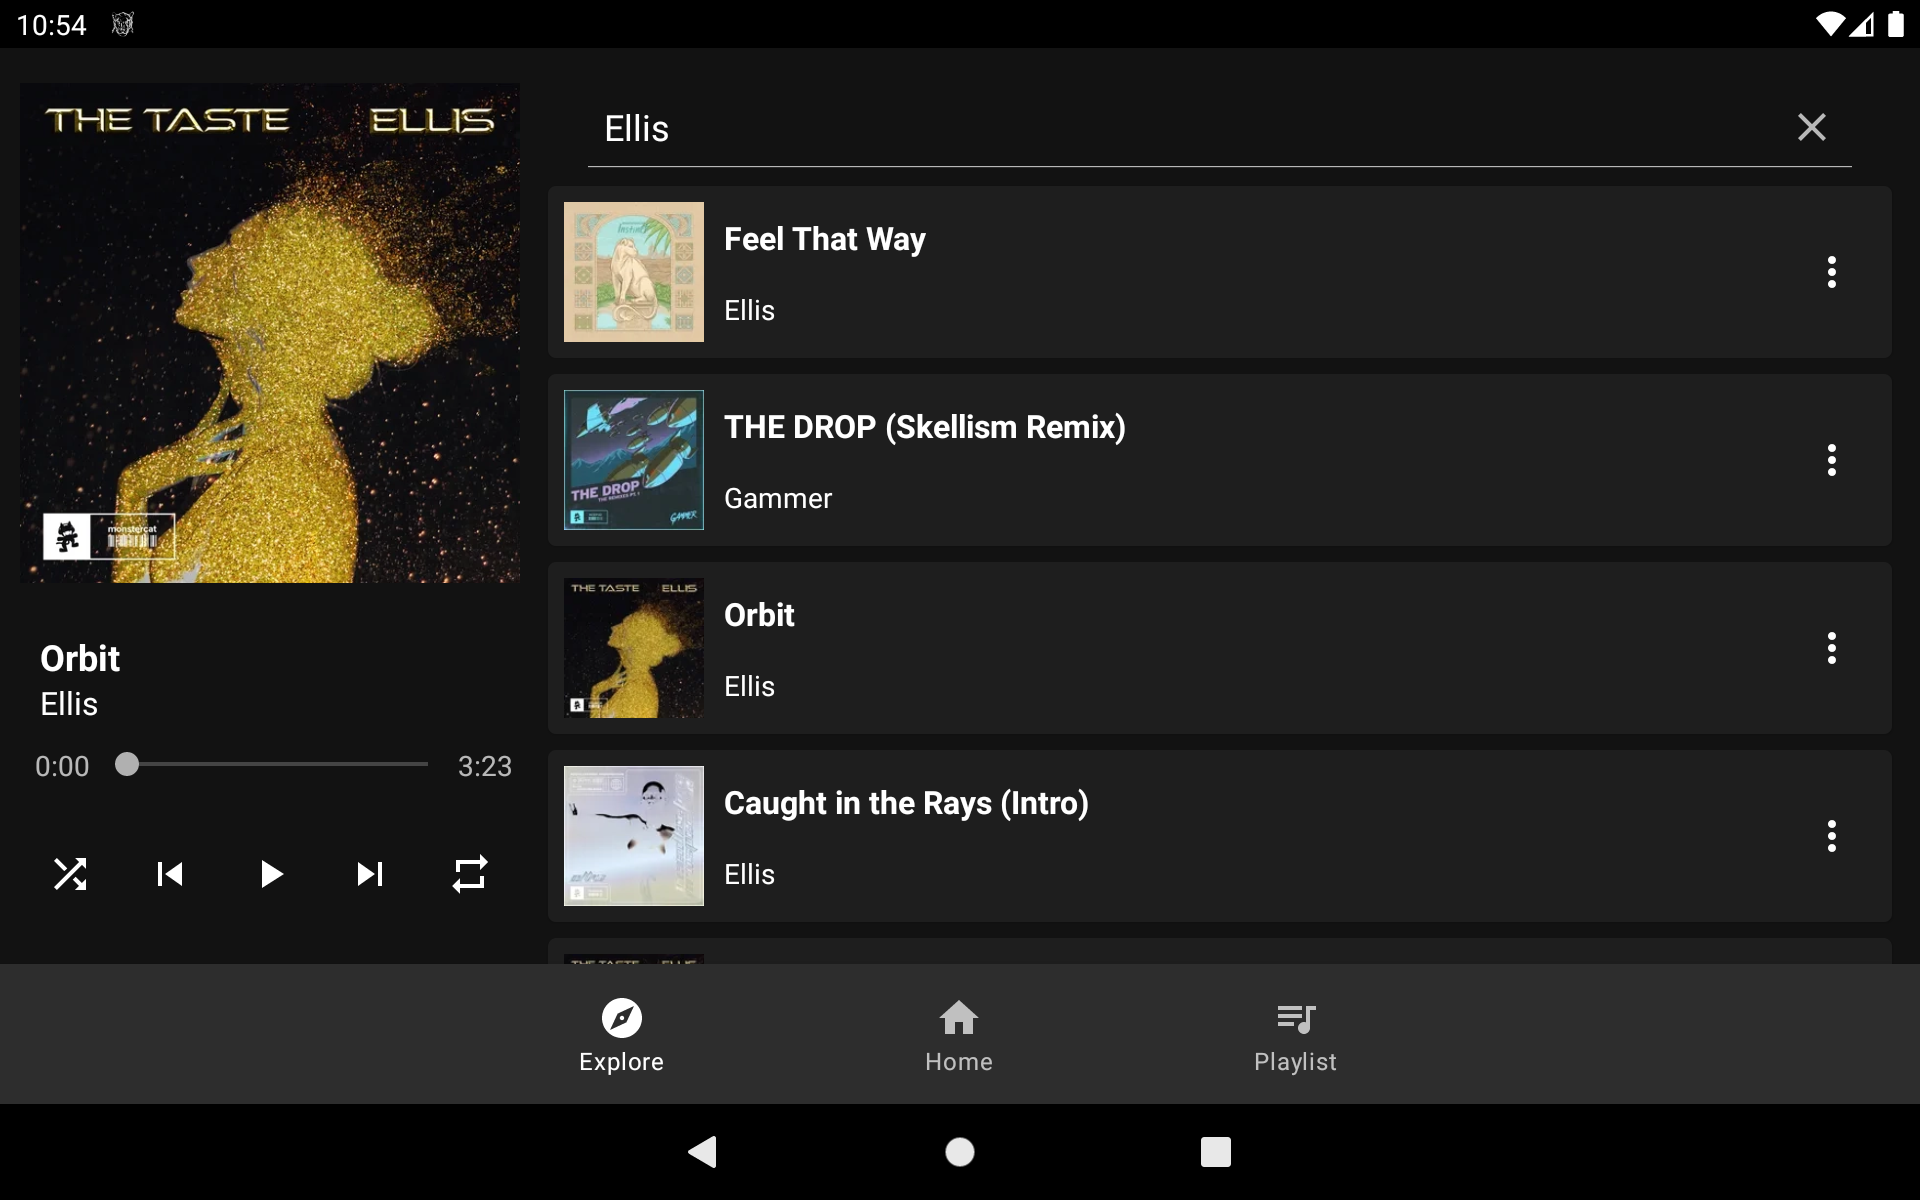 10:54
THE TASTE ELLIS
monstercat
Orbit
Ellis
0:00 3:23
Ellis
Feel That Way
Ellis
THE DROP
THE DROP (Skellism Remix)
Gammer
THE TASTE ELLIS
Orbit
Ellis
Caught in the Rays (Intro)
Ellis
Explore
Home
Playlist